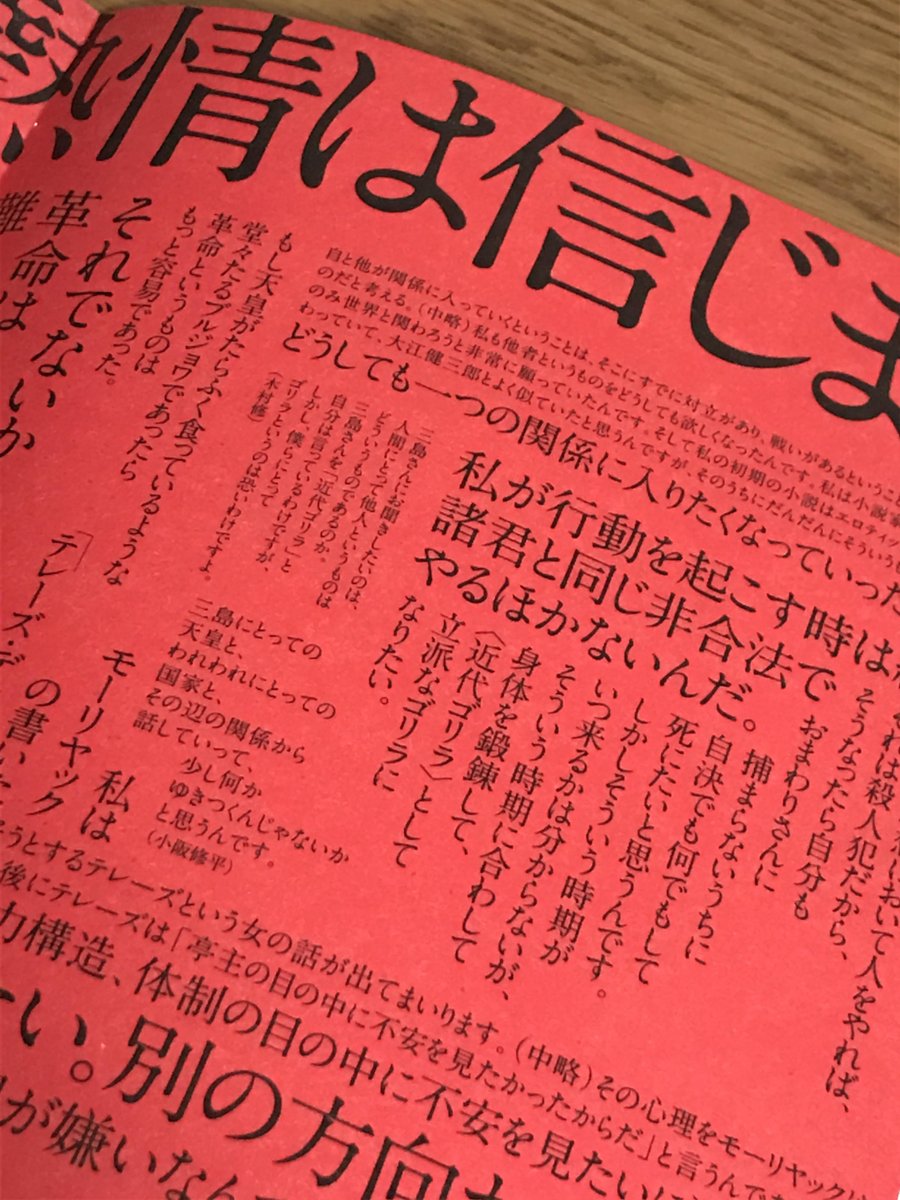 熱情は信じま
自と他が関係に入っていくということは、そこにすでに対立があり、戦いがあるということ
のだと考える。(中略)私も他者というものをどうしても欲しくなったんです。私は小説家
のみ世界と関わろうと非常に願っていたんです。そして私の初期の小説はエロティッ
わっていて、大江健三郎とよく似ていたと思うんですが、そのうちにだんだんにそういうも
どうしても一つの関係に入りたくなっていった
私が行動を起こす時は
諸君と同じ非合法で
やるほかないんだ。
おいて人をやれば、
それは殺人犯だから、
そうなったら自分も
おまわりさんに
捕まらないうちに
自決でも何でもして
死にたいと思うんです。
しかしそういう時期が
いつ来るかは分からないが、
そういう時期に合わして
身体を鍛錬して、
〈近代ゴリラ〉として
立派なゴリラに
なりたい。
三島さんにお聞きしたいのは、
人間にとって他人というものは
どういうものであるのか、
自分は三島さんを「近代ゴリラ」と
しかし、僕らにとって
ゴリラというのは恐いわけです。
(木村修)
三島にとっての
天皇と、
われわれにとっての
国家と、
その辺の関係から
話していって、
少し何か
ゆきつくんじゃないか
と思うんです。
(小阪修平)
もし天皇がたらふく食っているような
堂々たるブルジョワであったら
革命というものは
もっと容易であった。
それでないか
革命は
難
私は
モーリヤック
の書いた
「テレーズ・デ
うとするテレーズという女の話が出てまいります。(中略)その心理をモーリヤックは
後にテレーズは「亭主の目の中に不安を見たかったからだ」と言うんで
力構造、体制の目の中に不安を見たい
い。別の方向
が嫌いなん